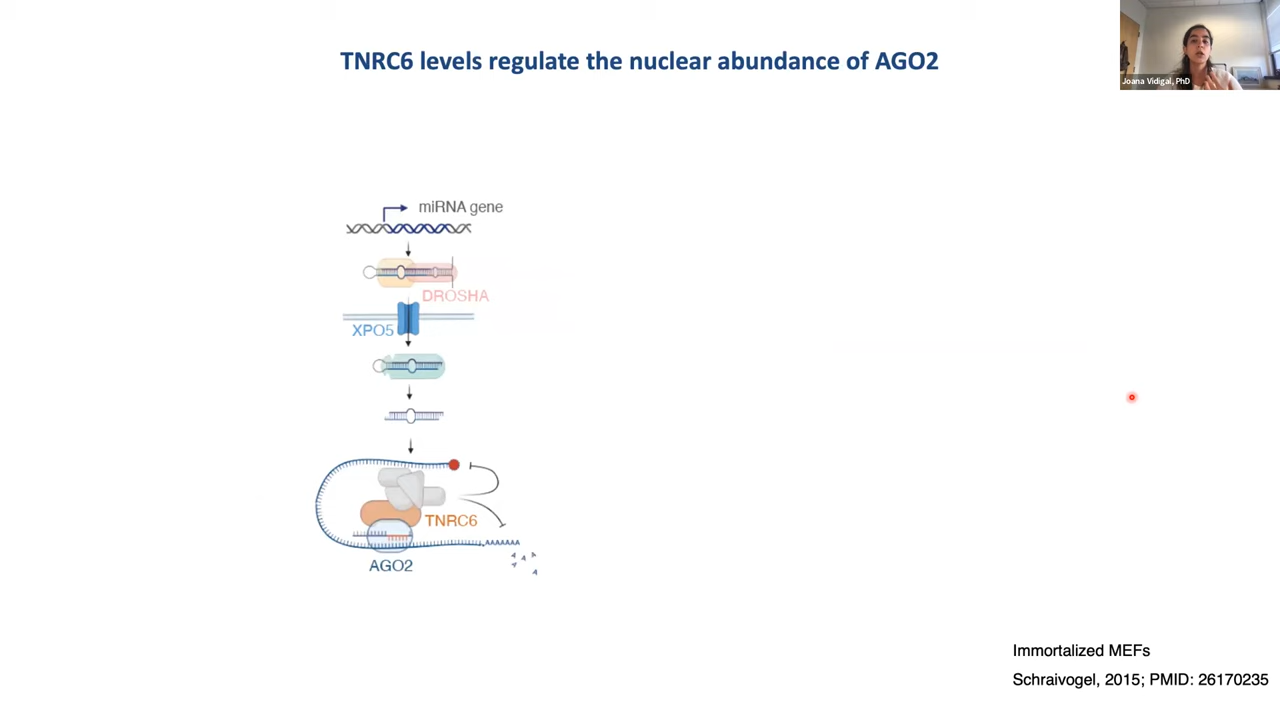 TNRC6 levels regulate the nuclear abundance of AGO2
Joana Vidigal, PhD
miRNA gene
DROSHA
XPO5
TNRC6
AAAAAA
A A A
A A
AGO2
Immortalized MEFs
Schraivogel, 2015; PMID: 26170235